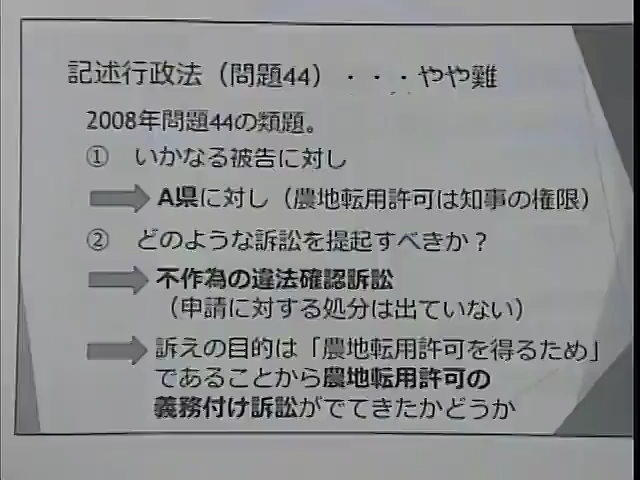 記述行政法（問題44）・・・やや難
2008年問題44の類題。
① いかなる被告に対し
A県に対し（農地転用許可は知事の権限）
② どのような訴訟を提起すべきか？
不作為の違法確認訴訟
（申請に対する処分は出ていない）
訴えの目的は「農地転用許可を得るため」
であることから農地転用許可の
義務付け訴訟がでてきたかどうか